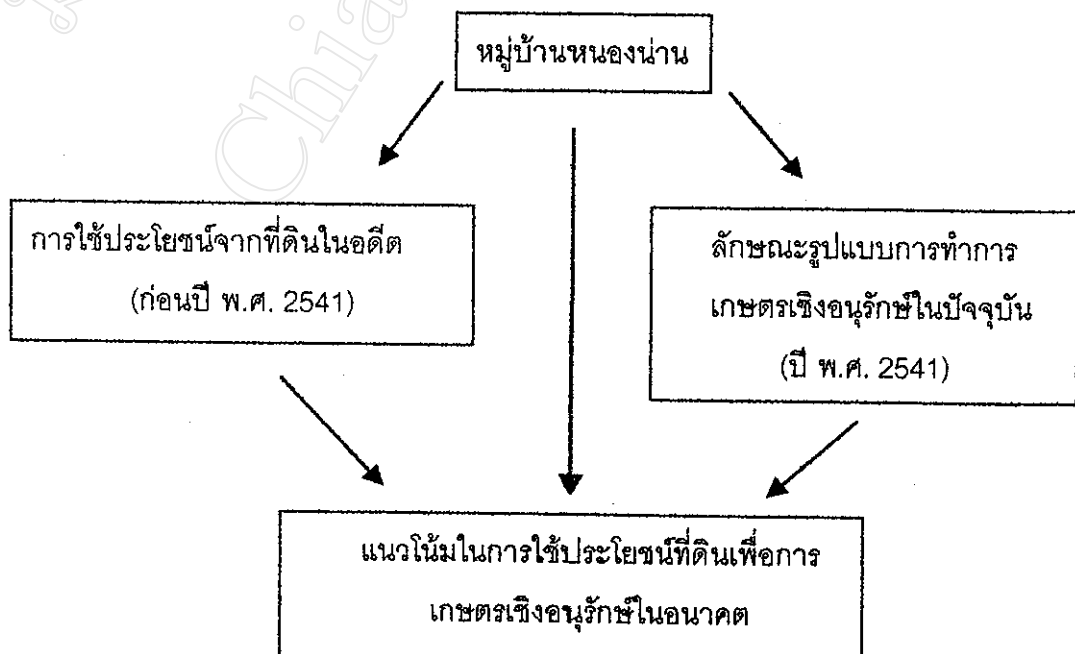 หมู่บ้านหนองน่าน
การใช้ประโยชน์จากที่ดินในอดีต
(ก่อนปี พ.ศ. 2541)
ลักษณะรูปแบบการทำการ
เกษตรเชิงอนุรักษ์ในปัจจุบัน
(ปี พ.ศ. 2541)
แนวโน้มในการใช้ประโยชน์ที่ดินเพื่อการ
เกษตรเชิงอนุรักษ์ในอนาคต
Chia